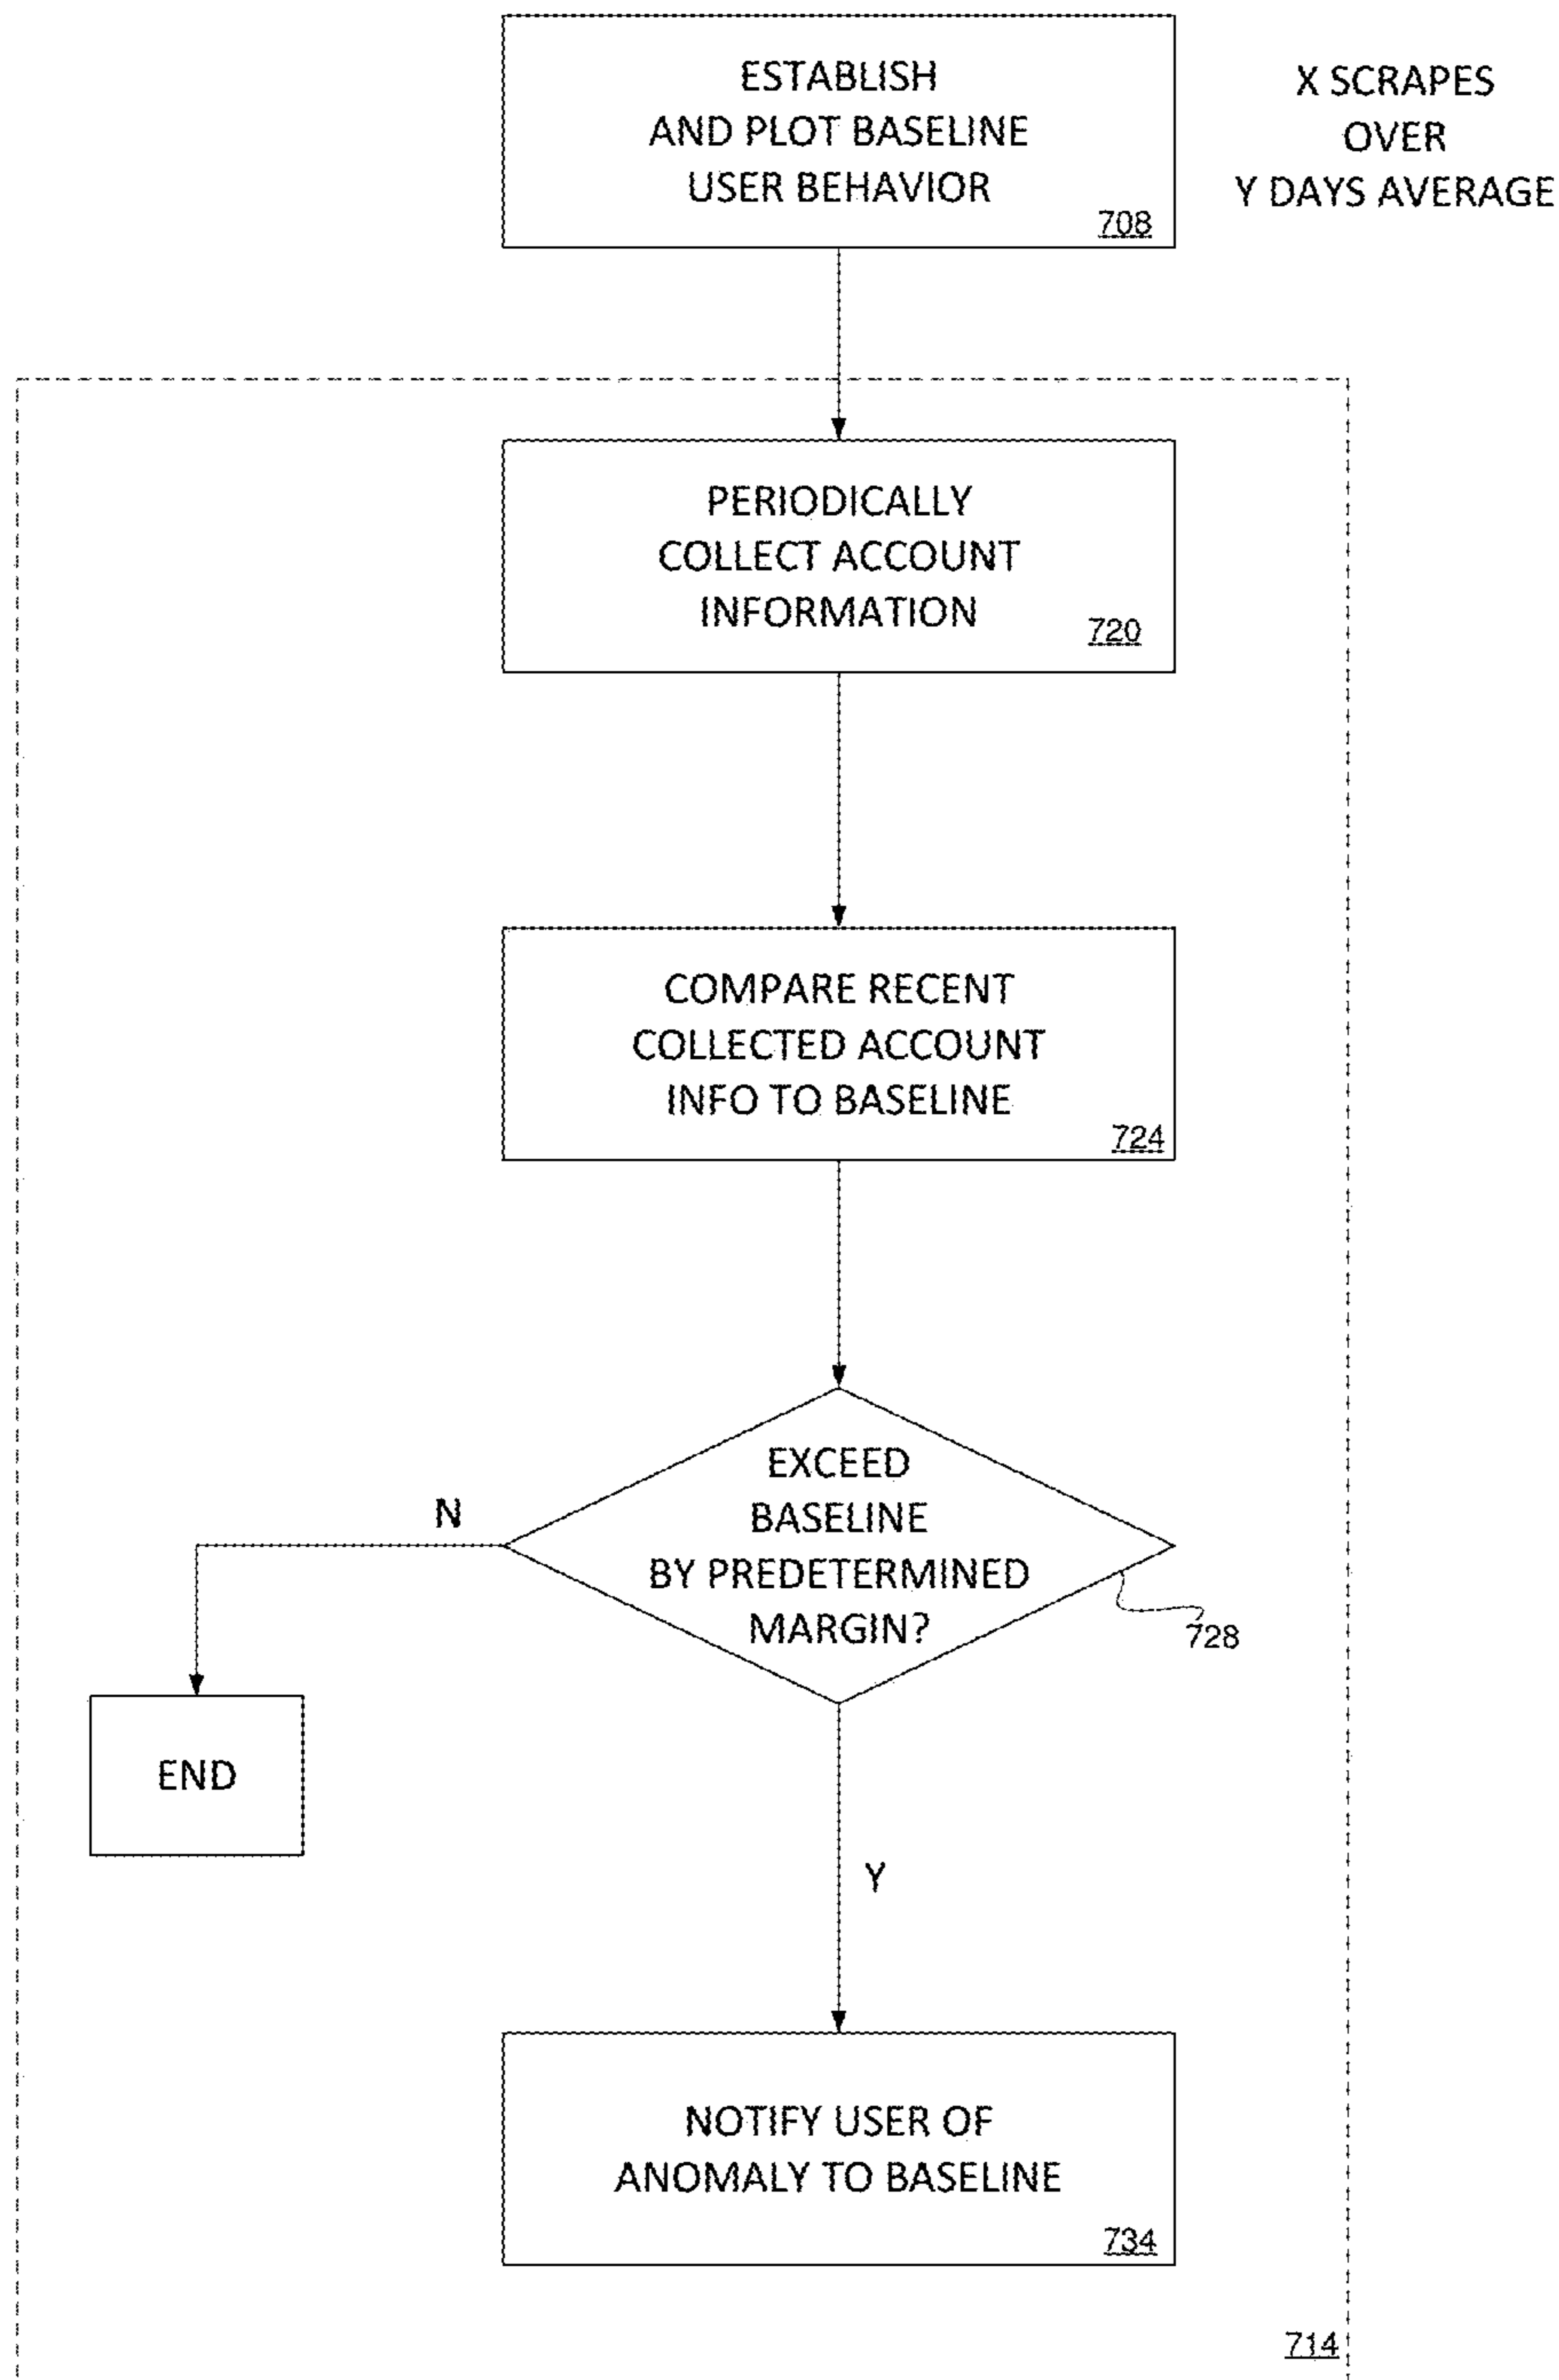 ESTABLISH
AND PLOT BASELINE
USER BEHAVIOR
708
X SCRAPES
OVER
Y DAYS AVERAGE
PERIODICALLY
COLLECT ACCOUNT
INFORMATION
720
COMPARE RECENT
COLLECTED ACCOUNT
INFO TO BASELINE
724
EXCEED
BASELINE
BY PREDETERMINED
MARGIN?
728
N
END
Y
NOTIFY USER OF
ANOMALY TO BASELINE
734
714